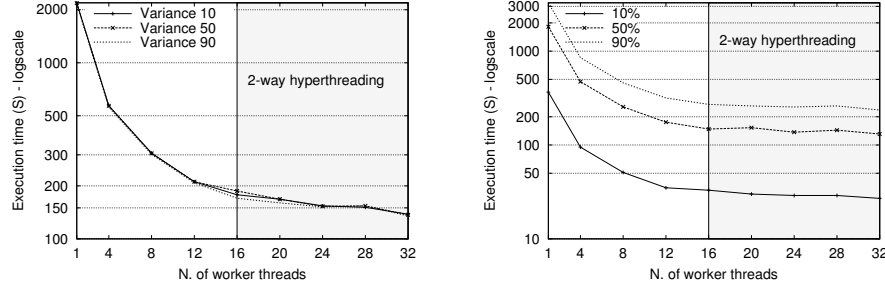 2000
1000
500
300
200
150
100
Execution time (S) - logscale
Variance 10
Variance 50
Variance 90
2-way hyperthreading
1 4 8 12 16 20 24 28 32
N. of worker threads
3000
2000
1000
500
200
100
50
10
Execution time (S) - logscale
10%
50%
90%
2-way hyperthreading
1 4 8 12 16 20 24 28 32
N. of worker threads